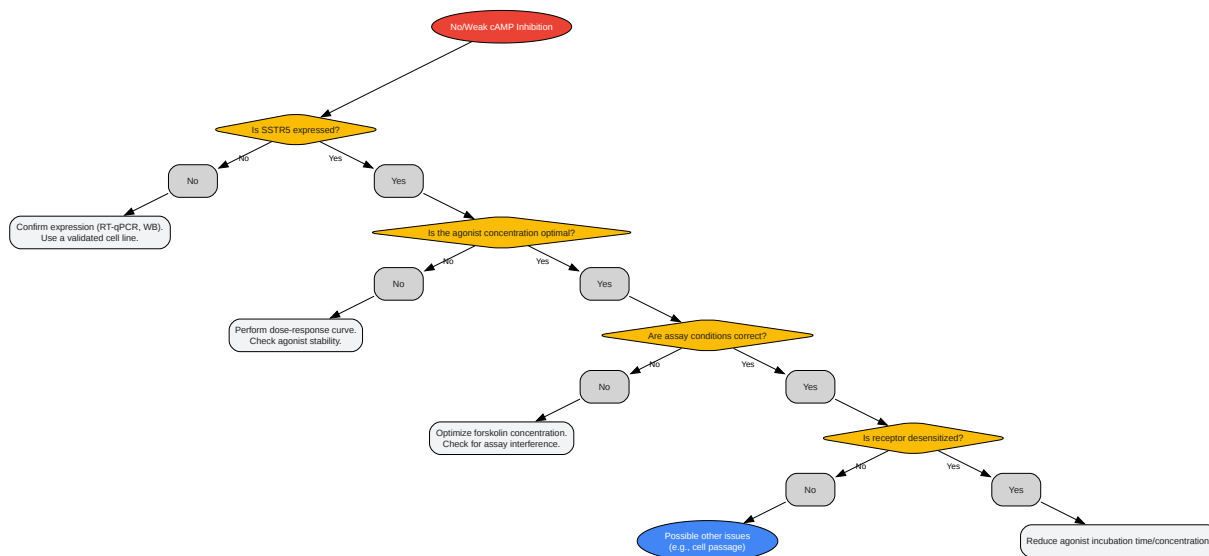 No/Weak cAMP Inhibition
Is SSTR5 expressed?
No
Yes
No
Yes
Confirm expression (RT-qPCR, WB).
Use a validated cell line.
Is the agonist concentration optimal?
No
Yes
No
Yes
Perform dose-response curve.
Check agonist stability.
Are assay conditions correct?
No
Yes
No
Yes
Optimize forskolin concentration.
Check for assay interference.
Is receptor desensitized?
No
Yes
No
Yes
Possible other issues
(e.g., cell passage)
Reduce agonist incubation time/concentration